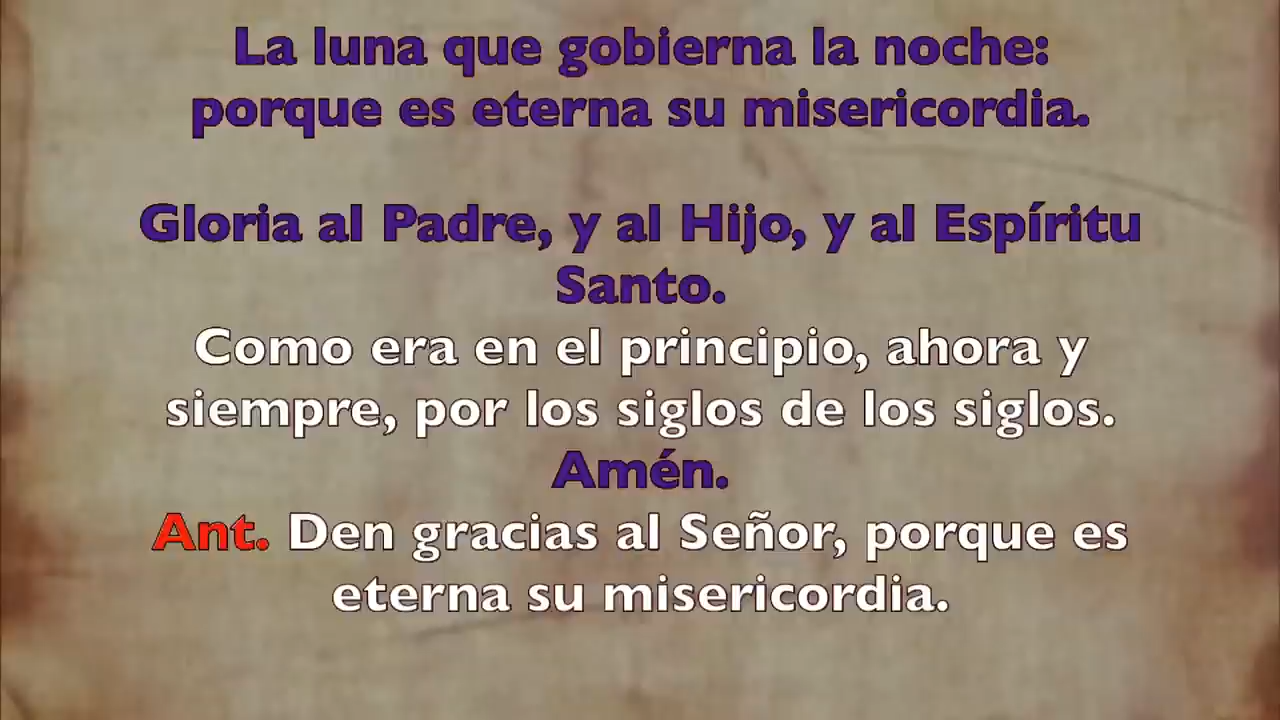 La luna que gobierna la noche:
porque es eterna su misericordia.
Gloria al Padre, y al Hijo, y al Espíritu
Santo.
Como era en el principio, ahora y
siempre, por los siglos de los siglos.
Amén.
Ant. Den gracias al Señor, porque es
eterna su misericordia.